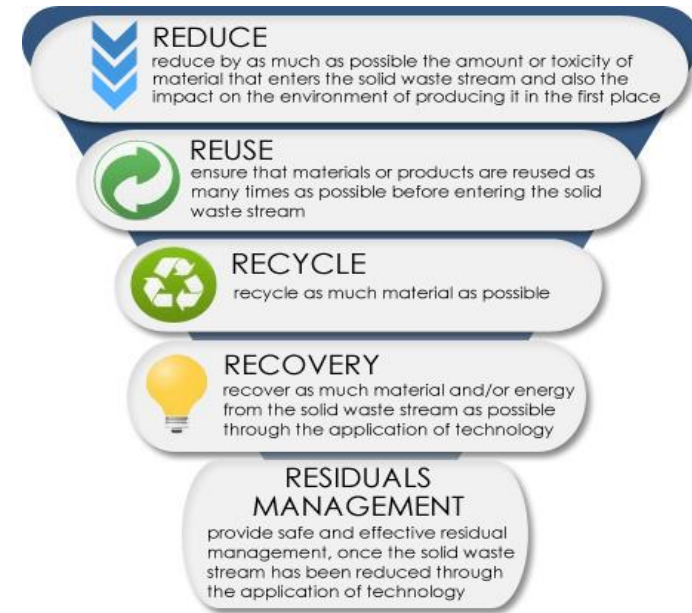 REDUCE
reduce by as much as possible the amount or toxicity of
material that enters the solid waste stream and also the
impact on the environment of producing it in the first place
REUSE
ensure that materials or products are reused as
many times as possible before entering the solid
waste stream
RECYCLE
recycle as much material as possible
RECOVERY
recover as much material and/or energy
from the solid waste stream as possible
through the application of technology
RESIDUALS
MANAGEMENT
provide safe and effective residual
management, once the solid waste
stream has been reduced through
the application of technology